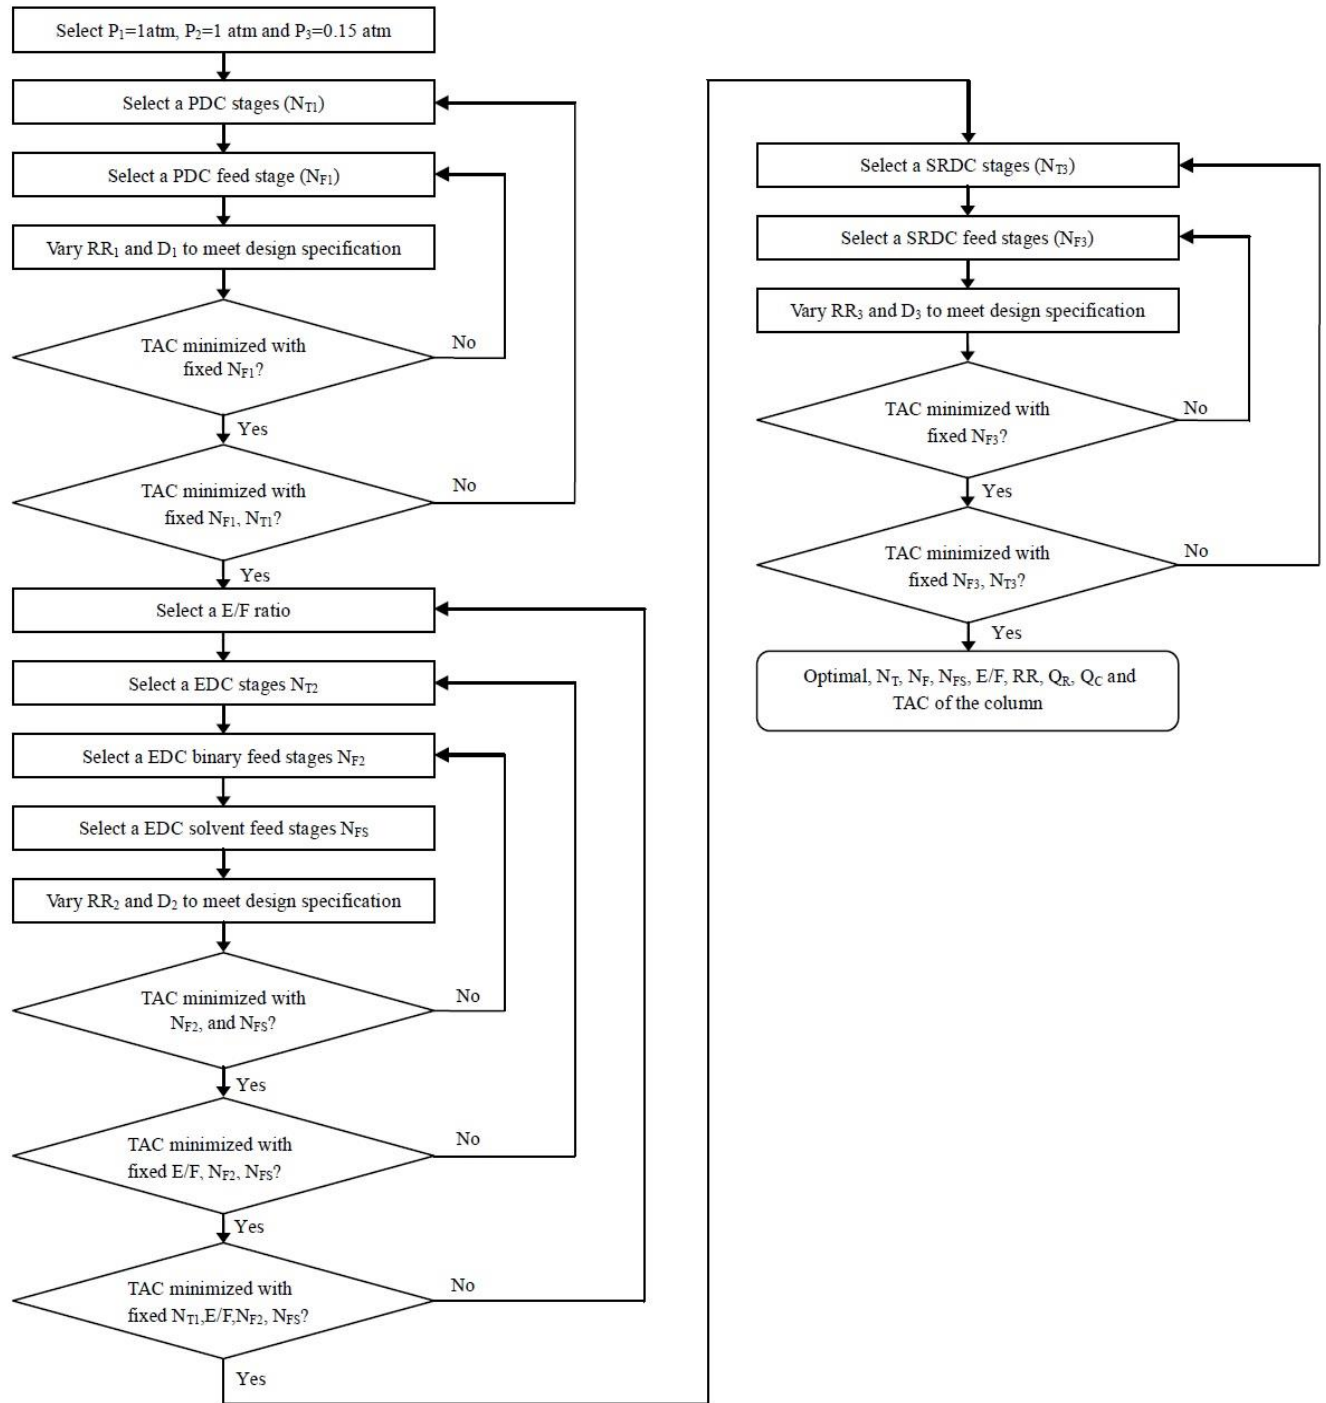 Select P₁=1atm, P₂=1 atm and P₃=0.15 atm
Select a PDC stages (N_T1)
Select a PDC feed stage (N_F1)
Vary RR₁ and D₁ to meet design specification
TAC minimized with
fixed N_F1?
No
Yes
TAC minimized with
fixed N_F1, N_T1?
No
Yes
Select a E/F ratio
Select a EDC stages N_T2
Select a EDC binary feed stages N_F2
Select a EDC solvent feed stages N_FS
Vary RR₂ and D₂ to meet design specification
TAC minimized with
N_F2, and N_FS?
No
Yes
TAC minimized with
fixed E/F, N_F2, N_FS?
No
Yes
TAC minimized with
fixed N_T1,E/F,N_F2, N_FS?
No
Yes
Select a SRDC stages (N_T3)
Select a SRDC feed stages (N_F3)
Vary RR₃ and D₃ to meet design specification
TAC minimized with
fixed N_F3?
No
Yes
TAC minimized with
fixed N_F3, N_T3?
No
Yes
Optimal, N_T, N_F, N_FS, E/F, RR, Q_R, Q_C and
TAC of the column